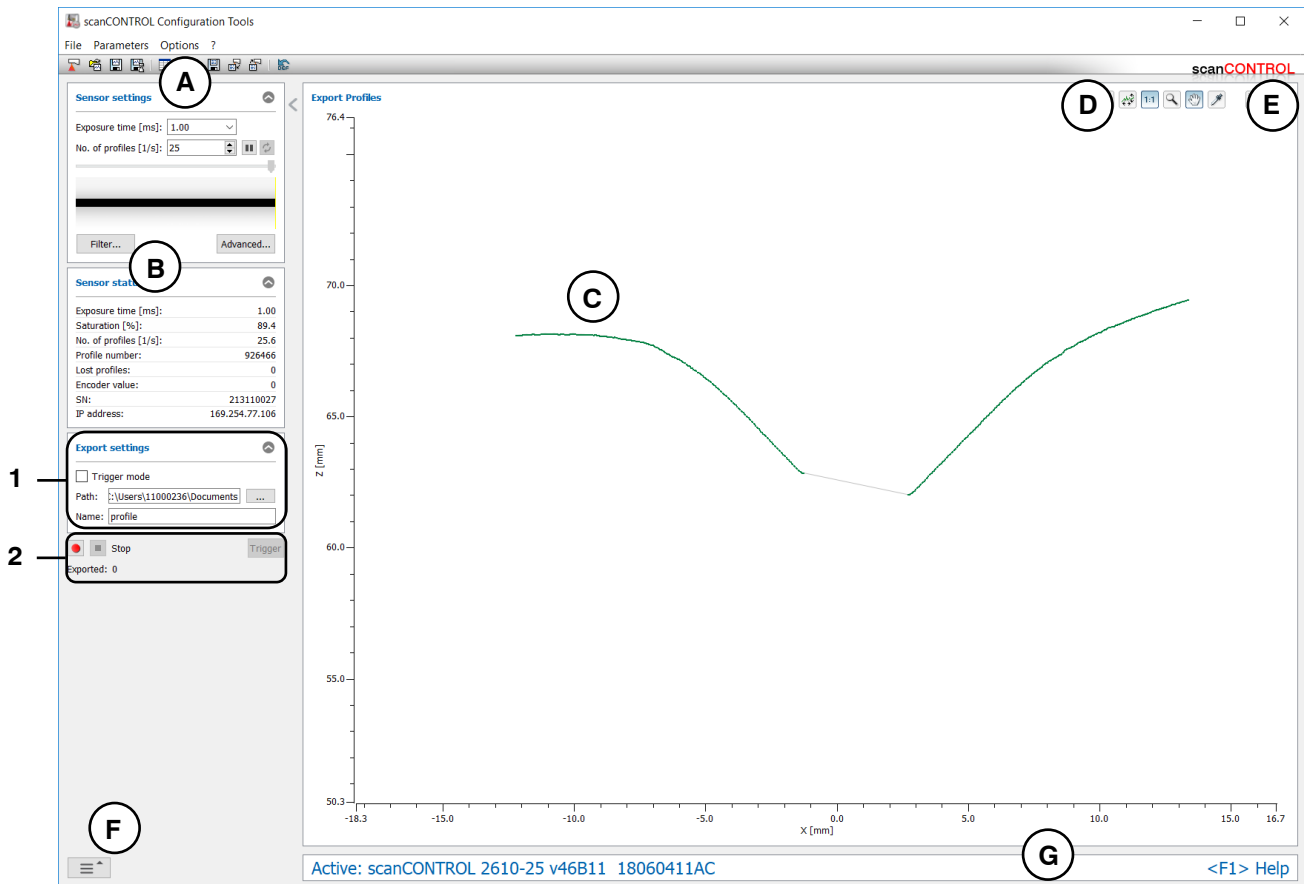 scanCONTROL Configuration Tools
File Parameters Options ?
scanCONTROL
A
Sensor settings
Exposure time [ms]: 1.00
No. of profiles [1/s]: 25
Filter... Advanced...
B
Sensor
Exposure time [ms]: 1.00
Saturation [%]: 89.4
No. of profiles [1/s]: 25.6
Profile number: 926466
Lost profiles: 0
Encoder value: 0
SN: 213110027
IP address: 169.254.77.106
1
Export settings
Trigger mode
Path: :\Users\11000236\Documents ...
Name: profile
2
Stop Trigger
Exported: 0
F
Export Profiles
D
1:1
E
C
76.4
70.0
65.0
60.0
55.0
50.3
Z [mm]
-18.3 -15.0 -10.0 -5.0 0.0 5.0 10.0 15.0 16.7
X [mm]
G
Active: scanCONTROL 2610-25 v46B11 18060411AC <F1> Help